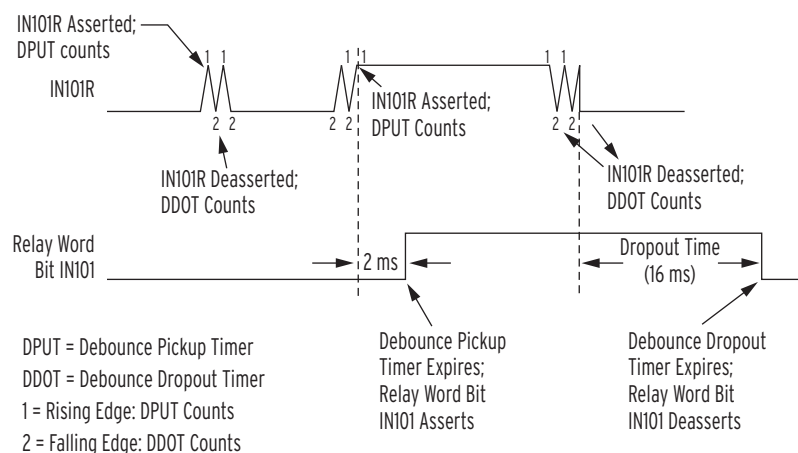 IN101R Asserted;
DPUT counts
1 1 1 1 1 1
IN101R
2 2 2 2 2 2
IN101R Asserted;
DPUT Counts
IN101R Deasserted;
DDOT Counts
IN101R Deasserted;
DDOT Counts
Relay Word
Bit IN101
2 ms
Dropout Time
(16 ms)
DPUT = Debounce Pickup Timer
DDOT = Debounce Dropout Timer
1 = Rising Edge: DPUT Counts
2 = Falling Edge: DDOT Counts
Debounce Pickup
Timer Expires;
Relay Word Bit
IN101 Asserts
Debounce Dropout
Timer Expires;
Relay Word Bit
IN101 Deasserts